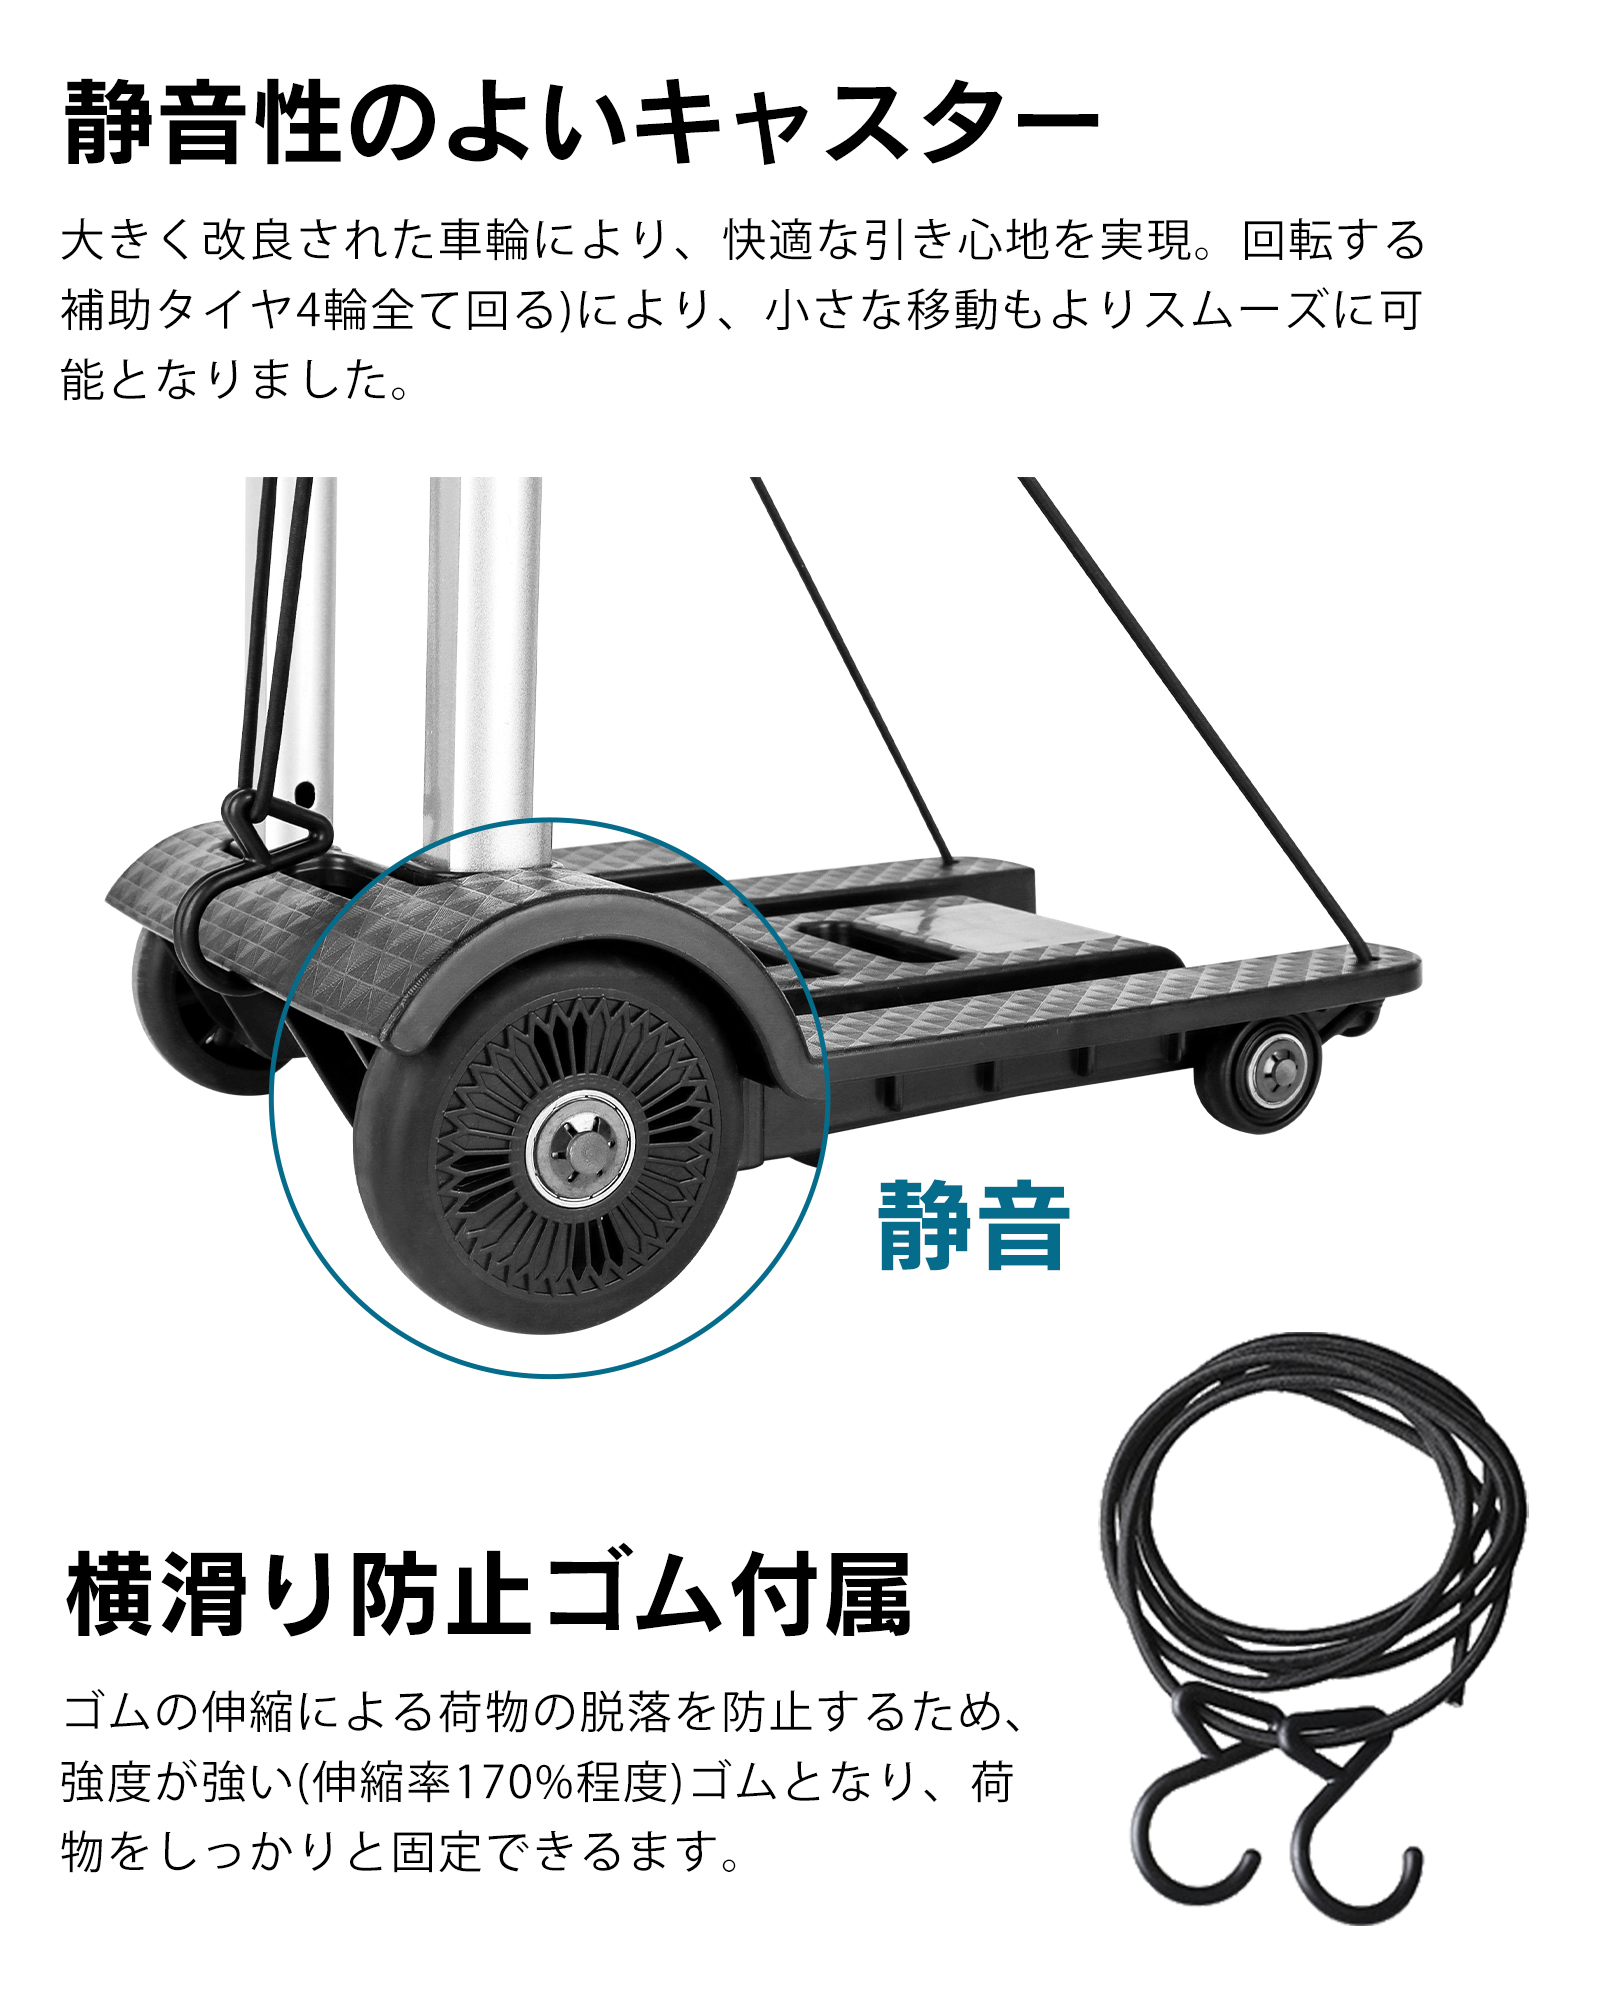 静音性のよいキャスター
大きく改良された車輪により、快適な引き心地を実現。回転する
補助タイヤ4輪全て回る)により、小さな移動もよりスムーズに可
能となりました。
静音
横滑り防止ゴム付属
ゴムの伸縮による荷物の脱落を防止するため、
強度が強い(伸縮率170%程度)ゴムとなり、荷
物をしっかりと固定できるます。